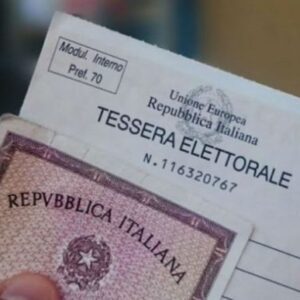 Modul. Interno
Pref. 70
Unione Europea
Repubblica Italiana
TESSERA ELETTORALE
N.116320767
REPVBBLICA ITALIANA